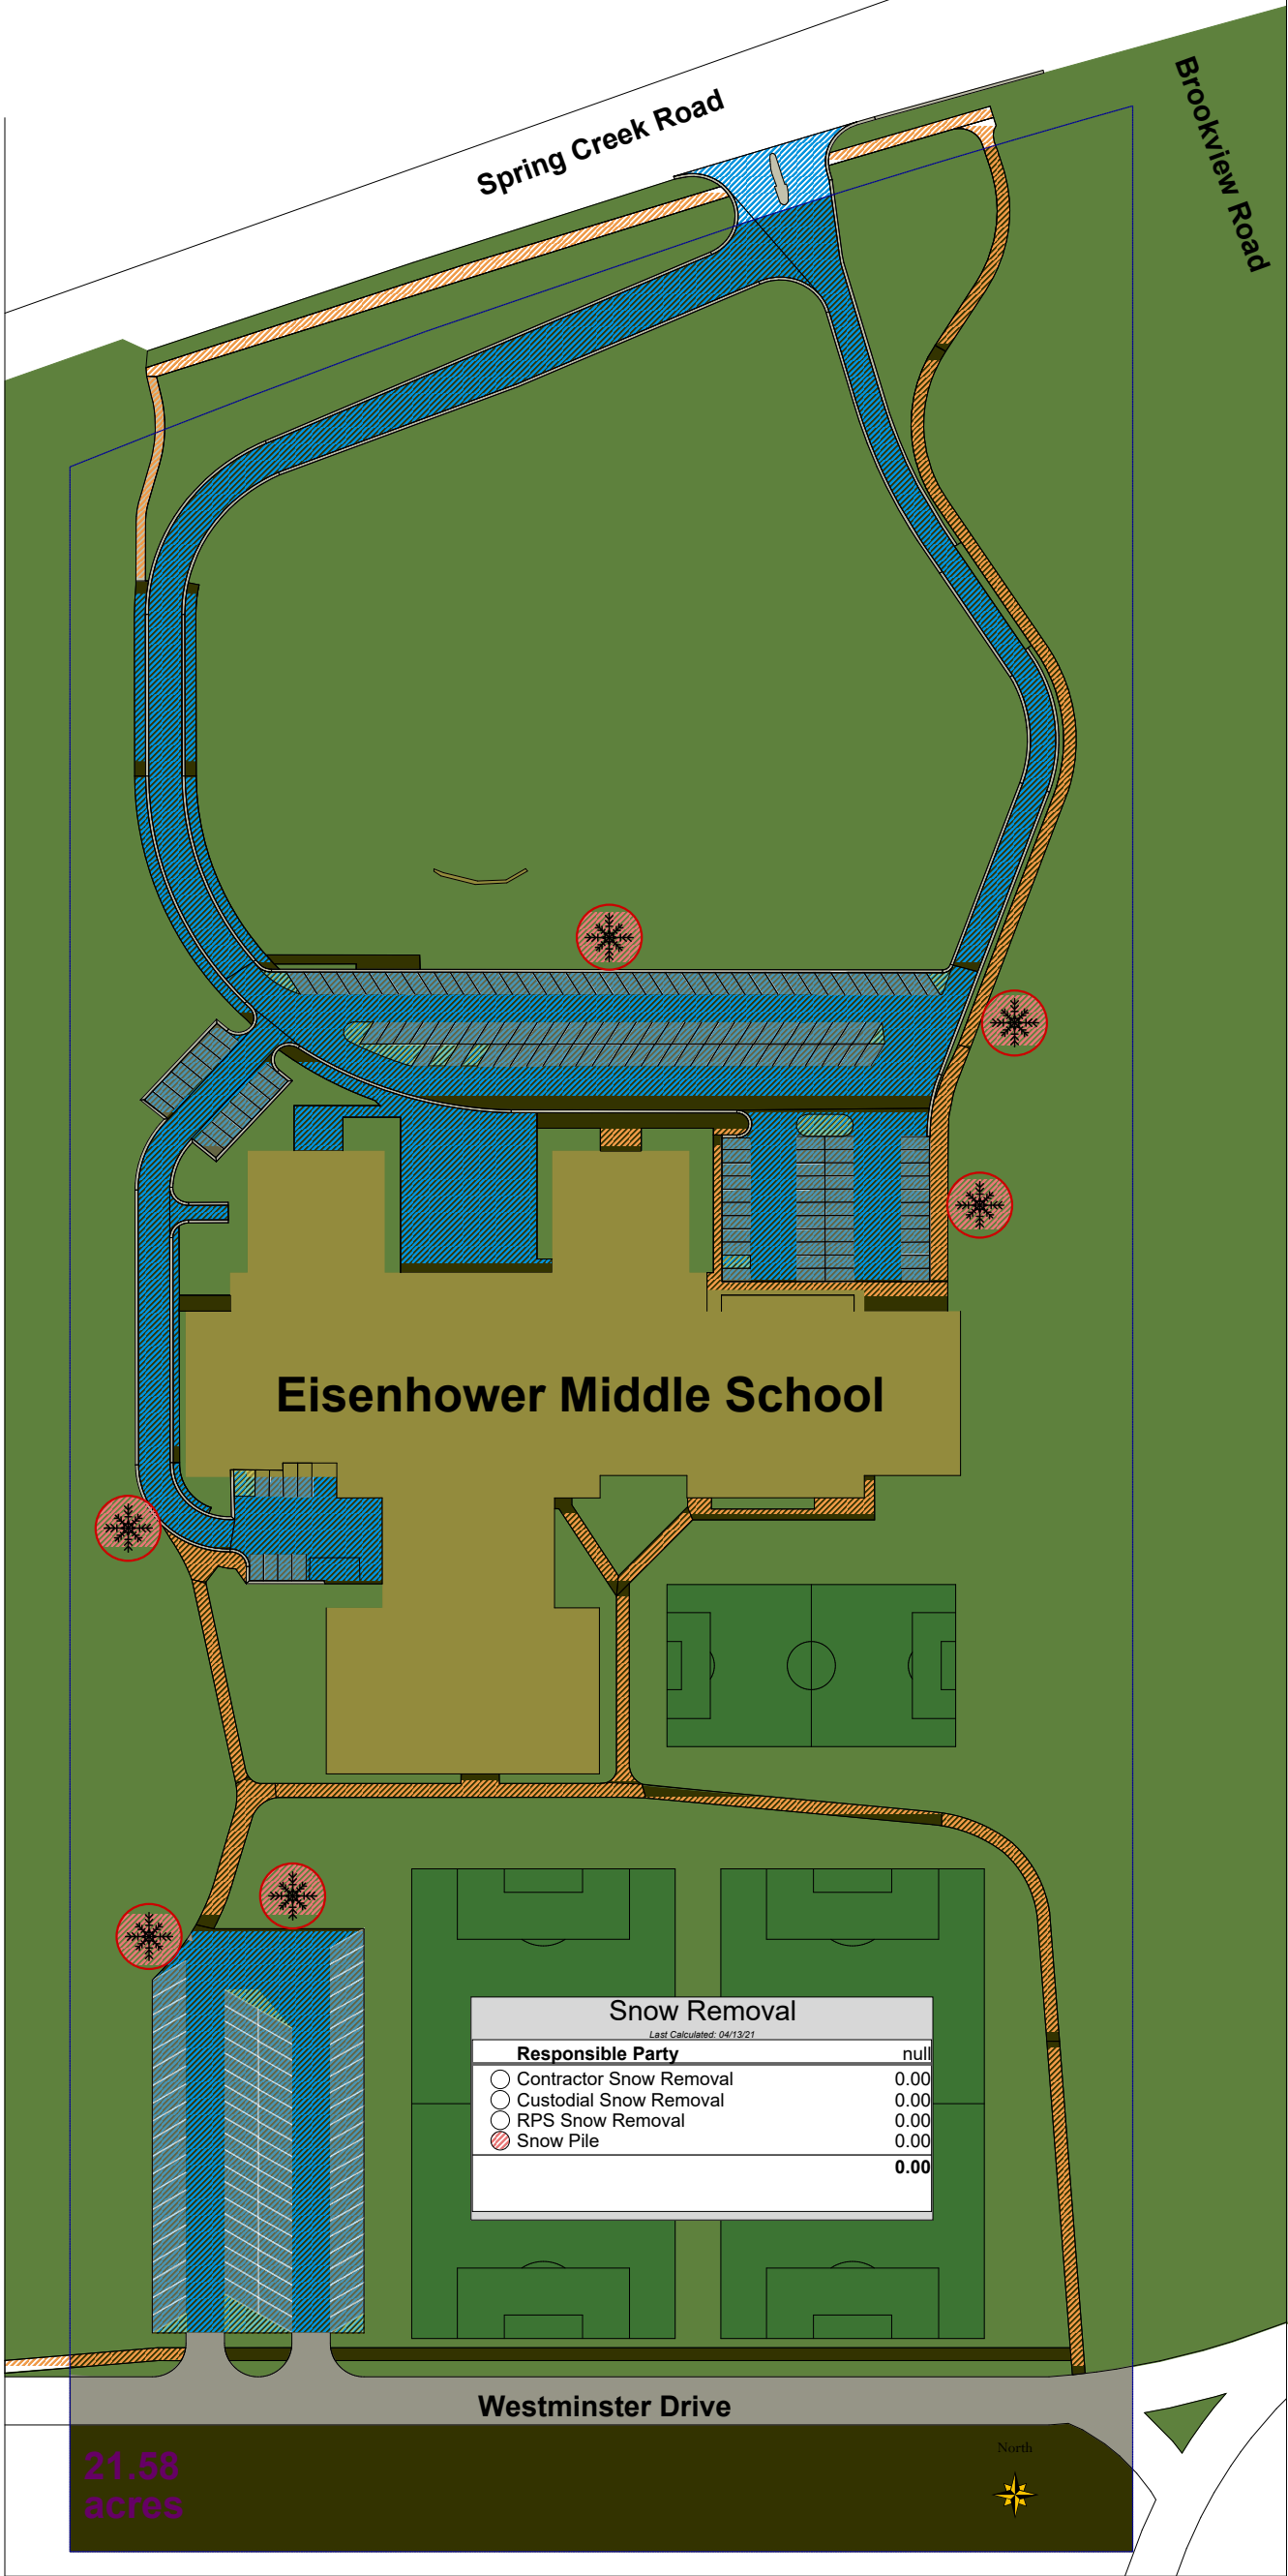 Spring Creek Road
Brookview Road
Eisenhower Middle School
Snow Removal
Last Calculated: 04/13/21
Responsible Party null
Contractor Snow Removal 0.00
Custodial Snow Removal 0.00
RPS Snow Removal 0.00
Snow Pile 0.00
0.00
Westminster Drive
21.58
acres
North